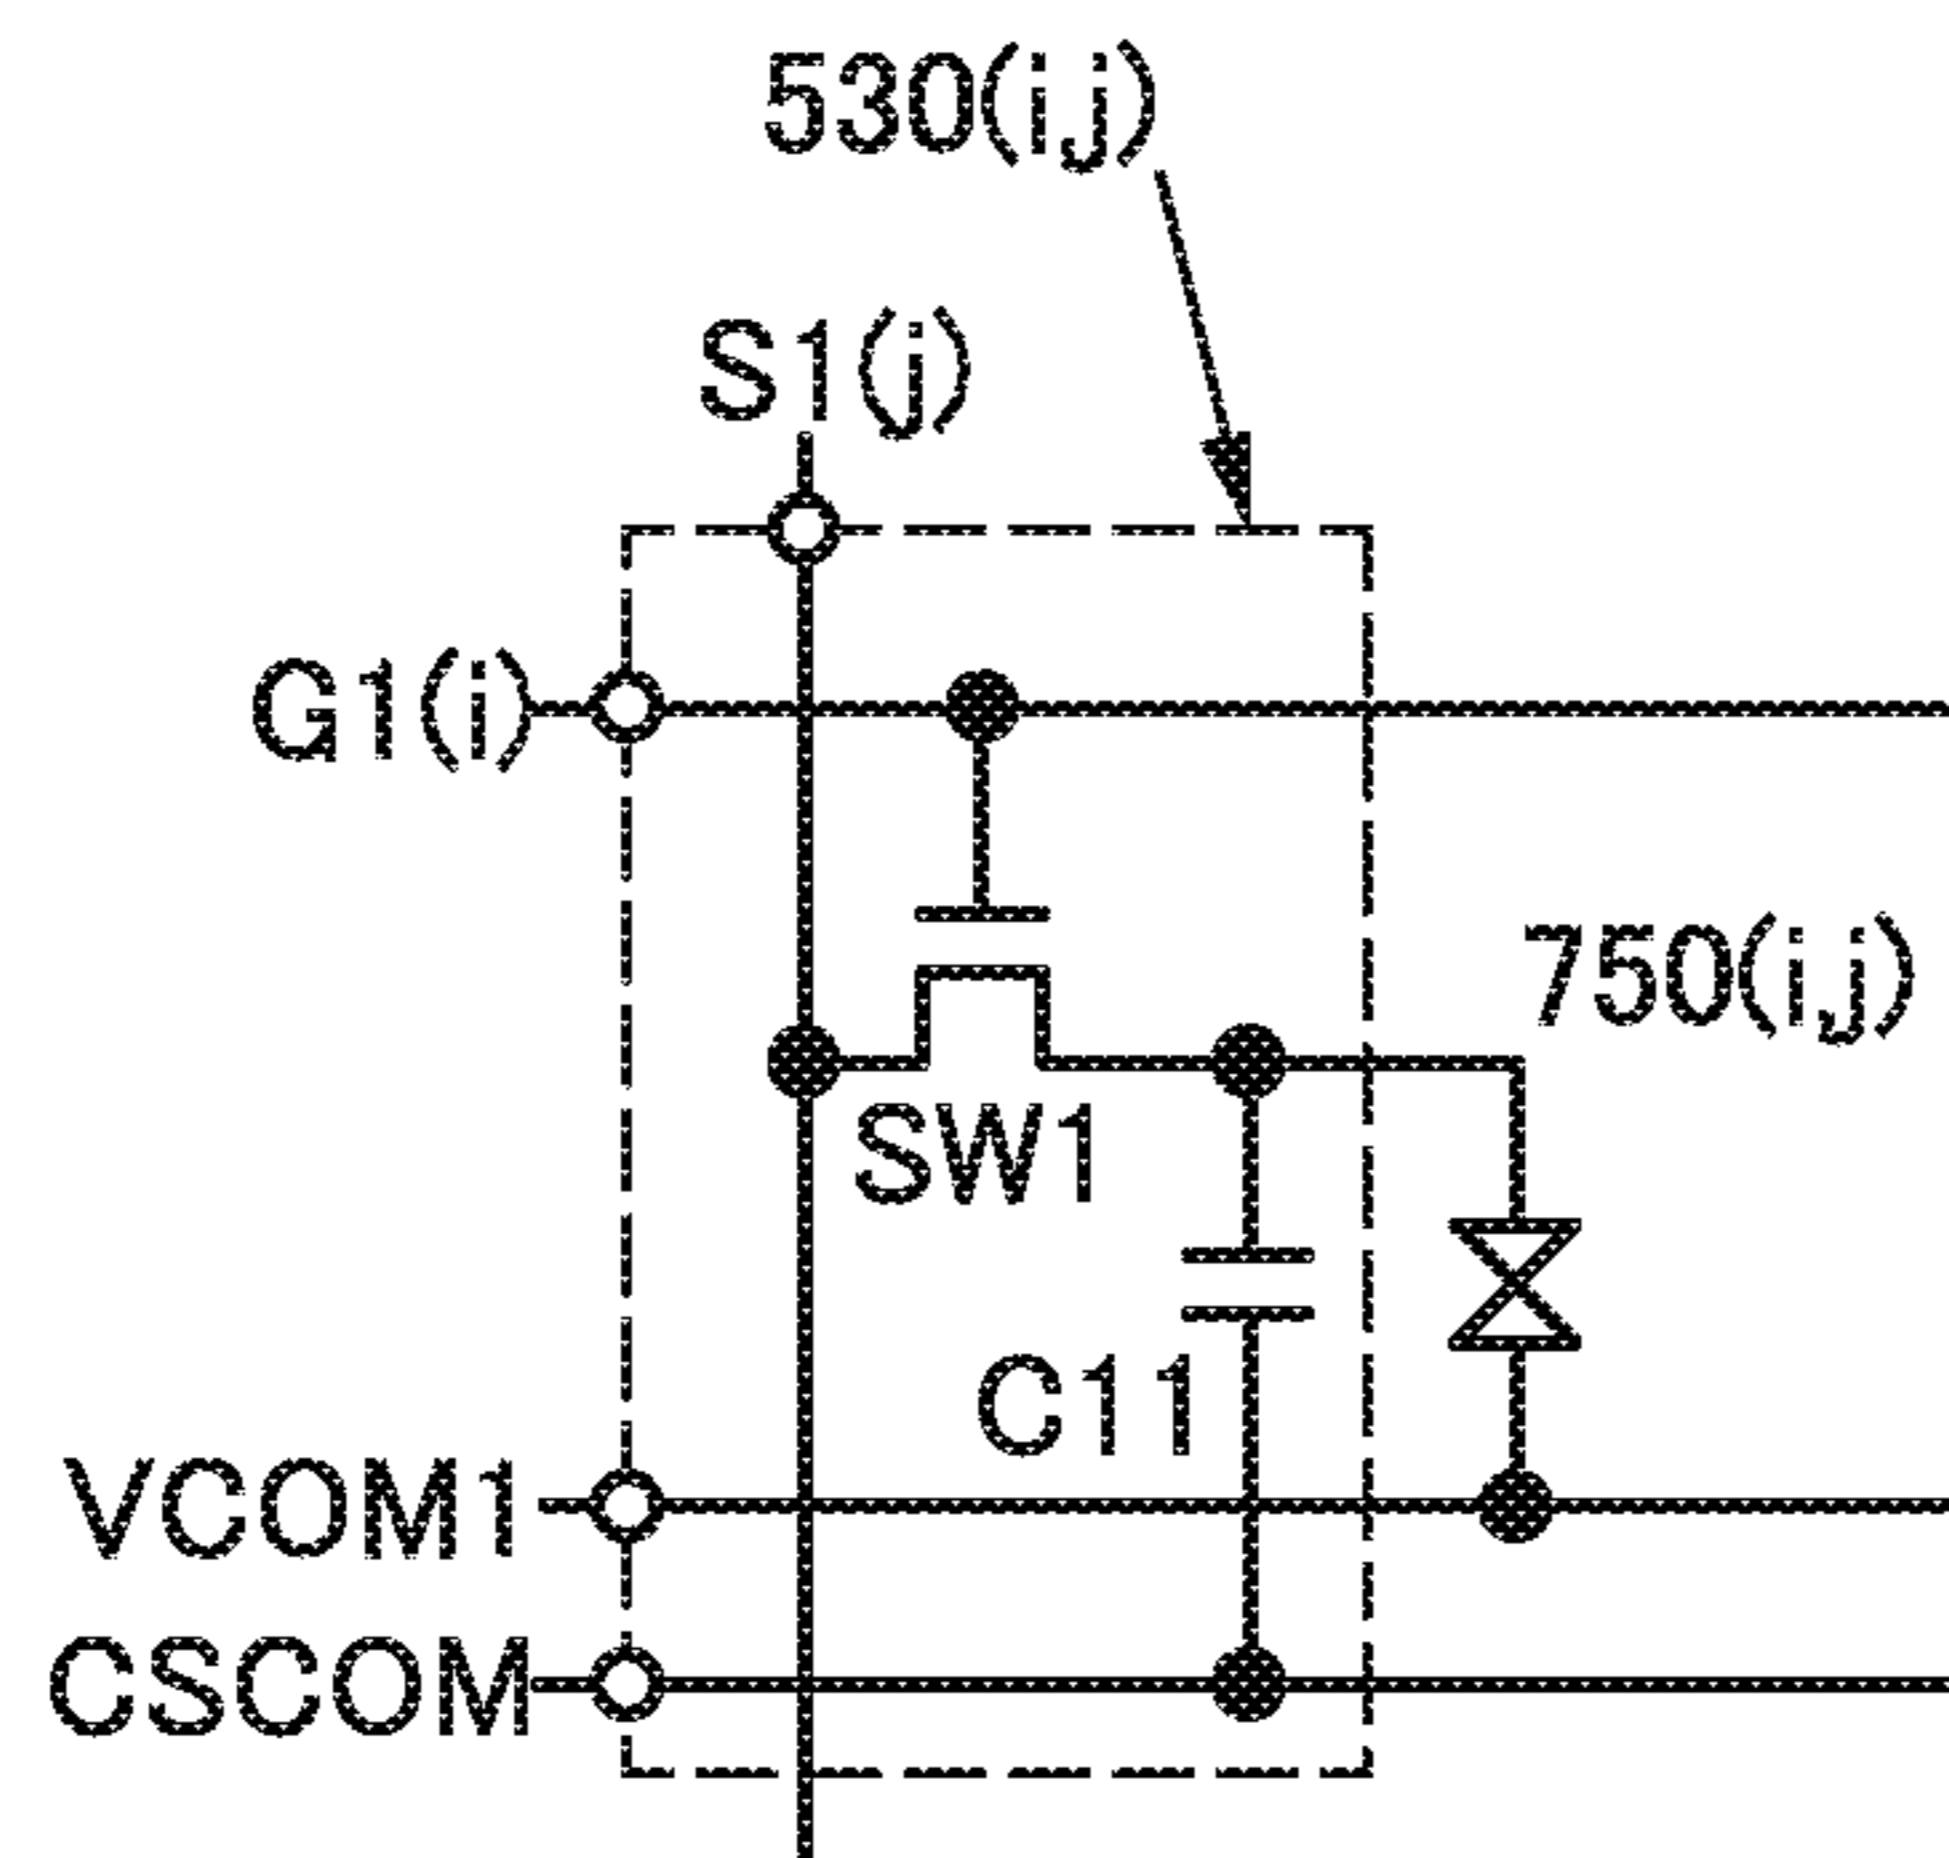 530(i,j)
S1(j)
G1(i)
750(i,j)
SW1
C11
VCOM1
CSCOM